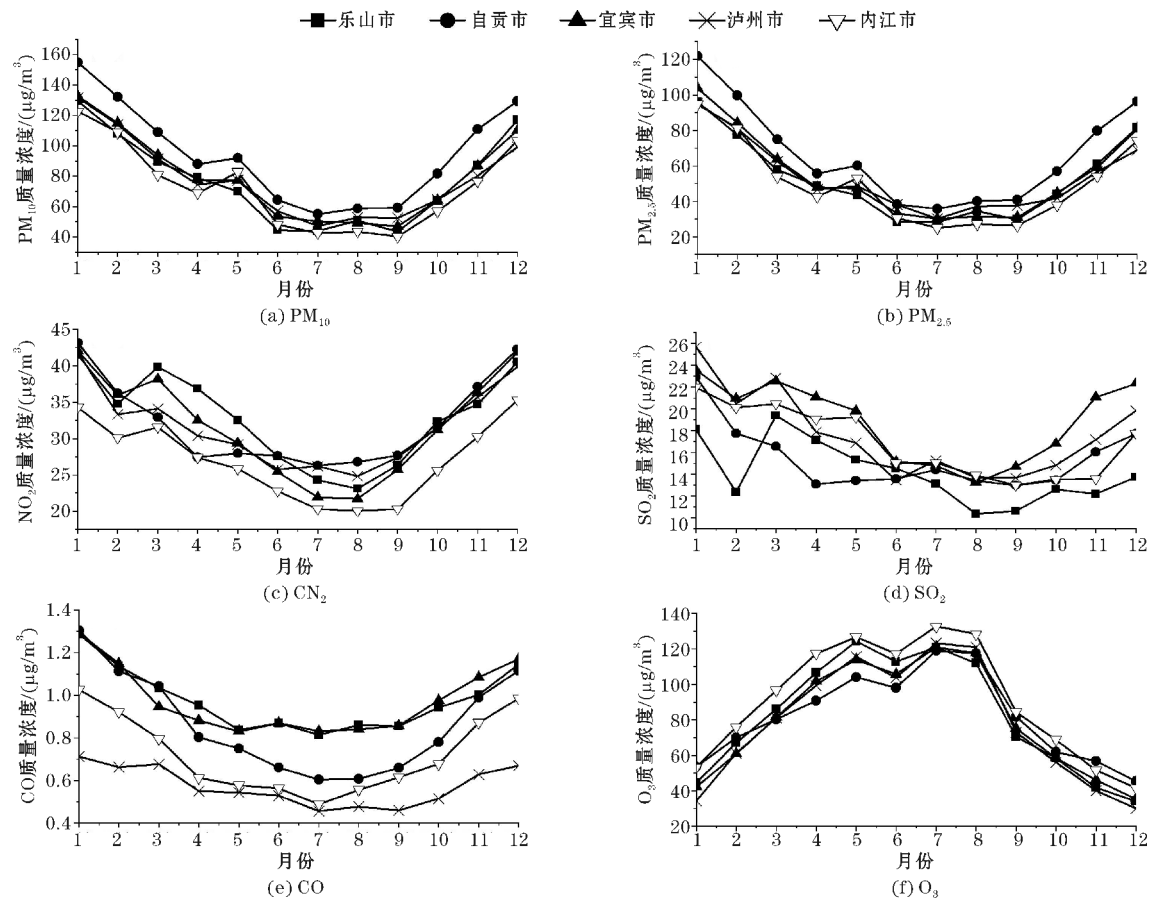 乐山市 自贡市 宜宾市 泸州市 内江市
PM₁₀质量浓度/(μg/m³)
160
140
120
100
80
60
40
1 2 3 4 5 6 7 8 9 10 11 12
月份
(a) PM₁₀
PM₂.₅质量浓度/(μg/m³)
120
100
80
60
40
20
1 2 3 4 5 6 7 8 9 10 11 12
月份
(b) PM₂.₅
NO₂质量浓度/(μg/m³)
45
40
35
30
25
20
1 2 3 4 5 6 7 8 9 10 11 12
月份
(c) CN₂
SO₂质量浓度/(μg/m³)
26
24
22
20
18
16
14
12
10
1 2 3 4 5 6 7 8 9 10 11 12
月份
(d) SO₂
CO质量浓度/(μg/m³)
1.4
1.2
1.0
0.8
0.6
0.4
1 2 3 4 5 6 7 8 9 10 11 12
月份
(e) CO
O₃质量浓度/(μg/m³)
140
120
100
80
60
40
20
1 2 3 4 5 6 7 8 9 10 11 12
月份
(f) O₃